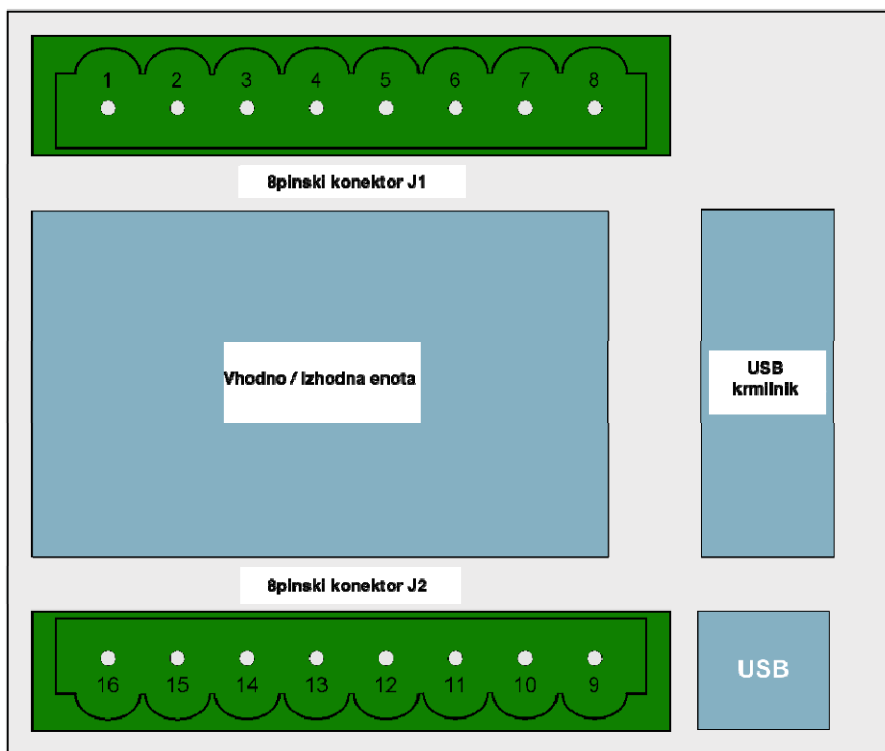 1 2 3 4 5 6 7 8
8pinski konektor J1
Vhodno / Izhodna enota
USB
krmilnik
8pinski konektor J2
16 15 14 13 12 11 10 9
USB